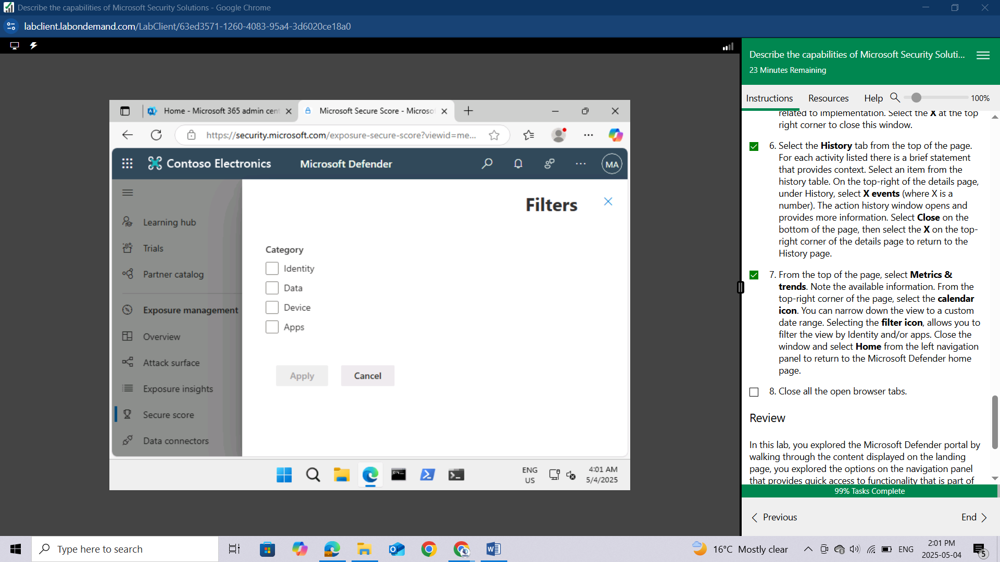 Describe the capabilities of Microsoft Security Solutions - Google Chrome
labclient.labondemand.com/LabClient/63ed3571-1260-4083-95a4-3d6020ce18a0
Home - Microsoft 365 admin cent
Microsoft Secure Score - Microso
https://security.microsoft.com/exposure-secure-score?viewid=me...
Contoso Electronics
Microsoft Defender
MA
Learning hub
Trials
Partner catalog
Exposure management
Overview
Attack surface
Exposure insights
Secure score
Data connectors
Filters
Category
Identity
Data
Device
Apps
Apply
Cancel
ENG
US
4:01 AM
5/4/2025
Describe the capabilities of Microsoft Security Soluti...
23 Minutes Remaining
Instructions
Resources
Help
100%
related to implementation. Select the X at the top
right corner to close this window.
6. Select the History tab from the top of the page.
For each activity listed there is a brief statement
that provides context. Select an item from the
history table. On the top-right of the details page,
under History, select X events (where X is a
number). The action history window opens and
provides more information. Select Close on the
bottom of the page, then select the X on the top-
right corner of the details page to return to the
History page.
7. From the top of the page, select Metrics &
trends. Note the available information. From the
top-right corner of the page, select the calendar
icon. You can narrow down the view to a custom
date range. Selecting the filter icon, allows you to
filter the view by Identity and/or apps. Close the
window and select Home from the left navigation
panel to return to the Microsoft Defender home
page.
8. Close all the open browser tabs.
Review
In this lab, you explored the Microsoft Defender portal by
walking through the content displayed on the landing
page, you explored the options on the navigation panel
that provides quick access to functionality that is part of
99% Tasks Complete
Previous
End
Type here to search
16°C Mostly clear
ENG
2:01 PM
2025-05-04
5